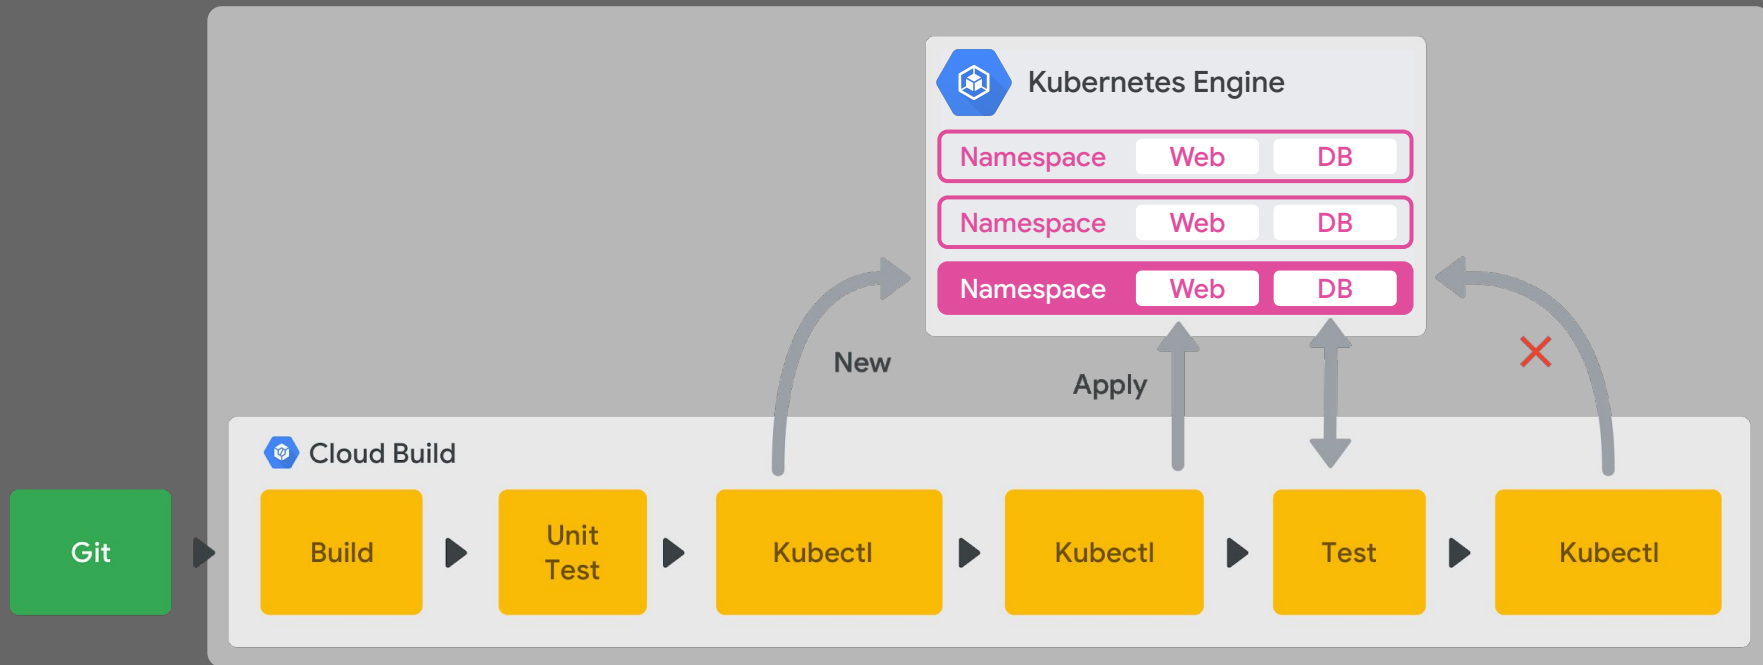 Kubernetes Engine
Namespace Web DB
Namespace Web DB
Namespace Web DB
New
Apply
Cloud Build
Git
Build
Unit
Test
Kubectl
Kubectl
Test
Kubectl